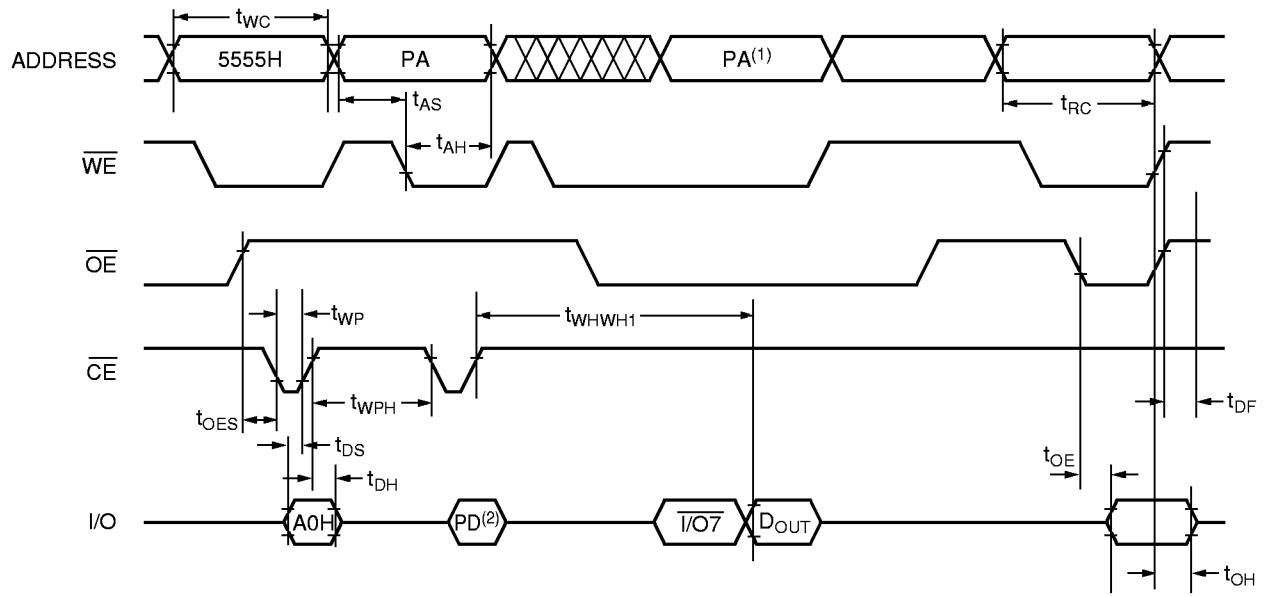 tWC
ADDRESS 5555H PA PA(1)
tAS tRC
tAH
WE
OE
tWP tWHWH1
CE
tOES tWPH tDF
tDS
tOE
tDH
I/O A0H PD(2) I/O7 DOUT
tOH